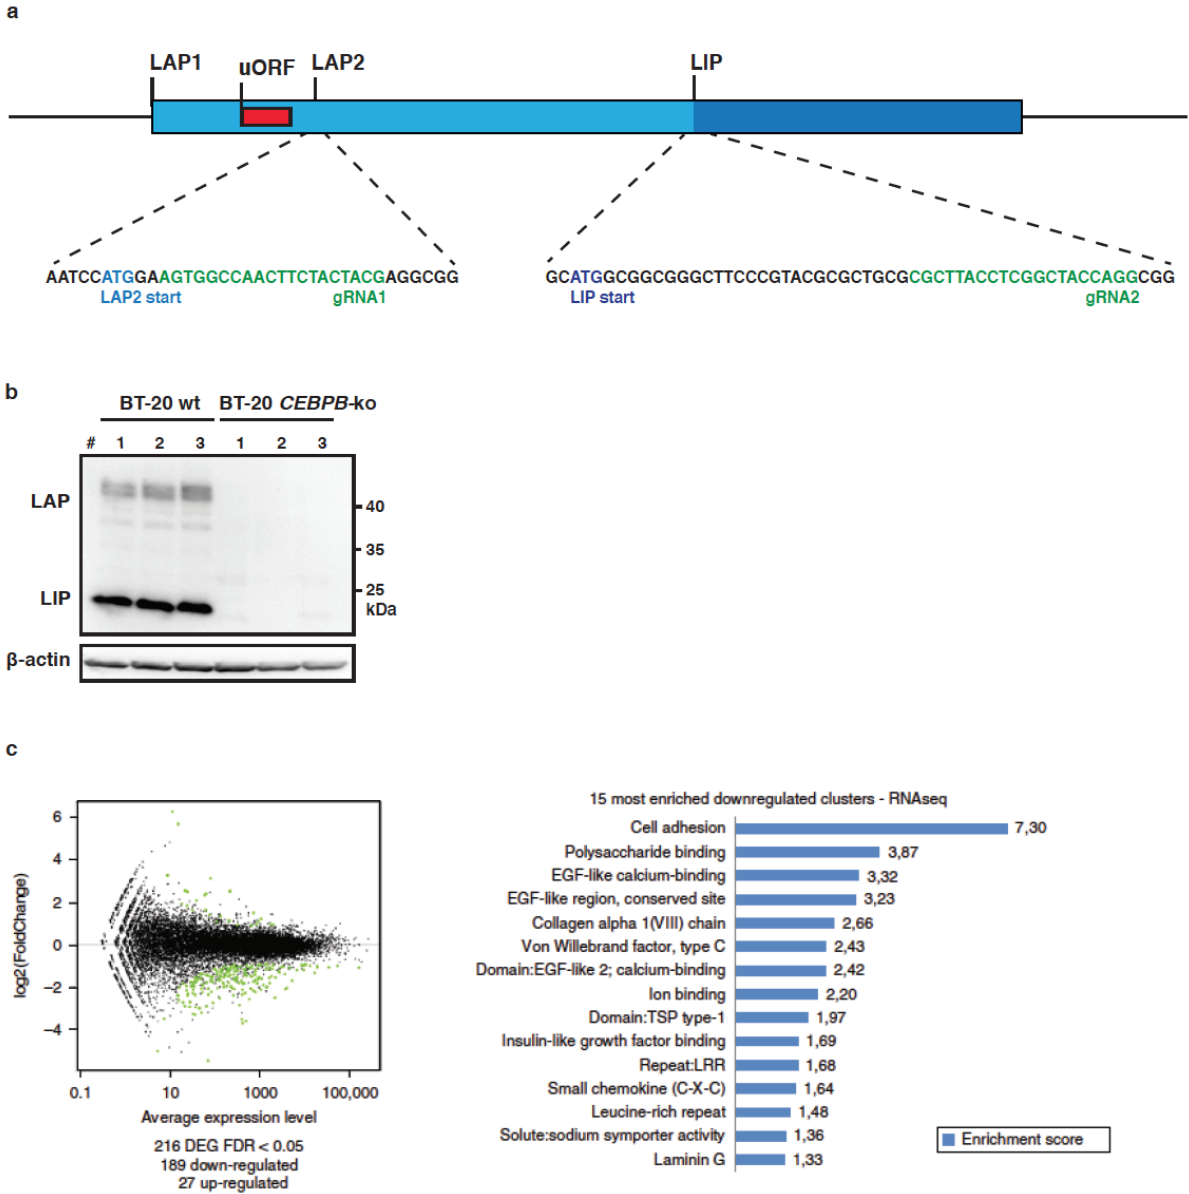 a
LAP1
uORF
LAP2
LIP
AATCCATGGAAGTGGCCAACTTCTACTACGAGGCGG
LAP2 start
gRNA1
GCATGGCGGCGGGCTTCCCGTACGCGCTGCGCGCTTACCTCGGCTACCAGGCGG
LIP start
gRNA2
b
BT-20 wt
BT-20 CEBPB-ko
# 1 2 3 1 2 3
LAP
40
35
LIP
25
kDa
β-actin
c
log2(FoldChange)
6
4
2
0
−2
−4
0.1 10 1000 100,000
Average expression level
216 DEG FDR < 0.05
189 down-regulated
27 up-regulated
15 most enriched downregulated clusters - RNAseq
Cell adhesion 7,30
Polysaccharide binding 3,87
EGF-like calcium-binding 3,32
EGF-like region, conserved site 3,23
Collagen alpha 1(VIII) chain 2,66
Von Willebrand factor, type C 2,43
Domain:EGF-like 2; calcium-binding 2,42
Ion binding 2,20
Domain:TSP type-1 1,97
Insulin-like growth factor binding 1,69
Repeat:LRR 1,68
Small chemokine (C-X-C) 1,64
Leucine-rich repeat 1,48
Solute:sodium symporter activity 1,36
Laminin G 1,33
Enrichment score